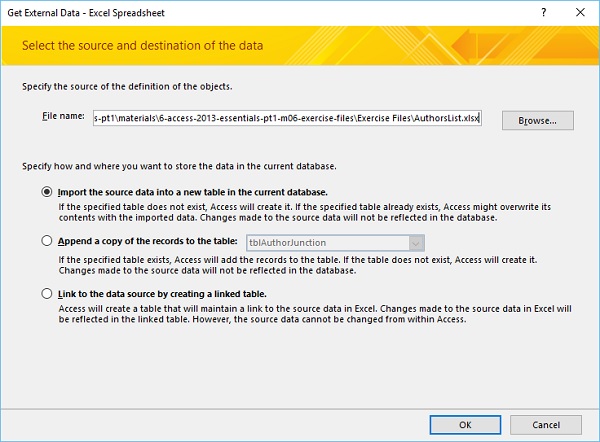 Get External Data - Excel Spreadsheet
Select the source and destination of the data
Specify the source of the definition of the objects.
File name: s-pt1\materials\6-access-2013-essentials-pt1-m06-exercise-files\Exercise Files\AuthorsList.xlsx Browse...
Specify how and where you want to store the data in the current database.
Import the source data into a new table in the current database.
If the specified table does not exist, Access will create it. If the specified table already exists, Access might overwrite its
contents with the imported data. Changes made to the source data will not be reflected in the database.
Append a copy of the records to the table: tblAuthorJunction
If the specified table exists, Access will add the records to the table. If the table does not exist, Access will create it.
Changes made to the source data will not be reflected in the database.
Link to the data source by creating a linked table.
Access will create a table that will maintain a link to the source data in Excel. Changes made to the source data in Excel will
be reflected in the linked table. However, the source data cannot be changed from within Access.
OK Cancel